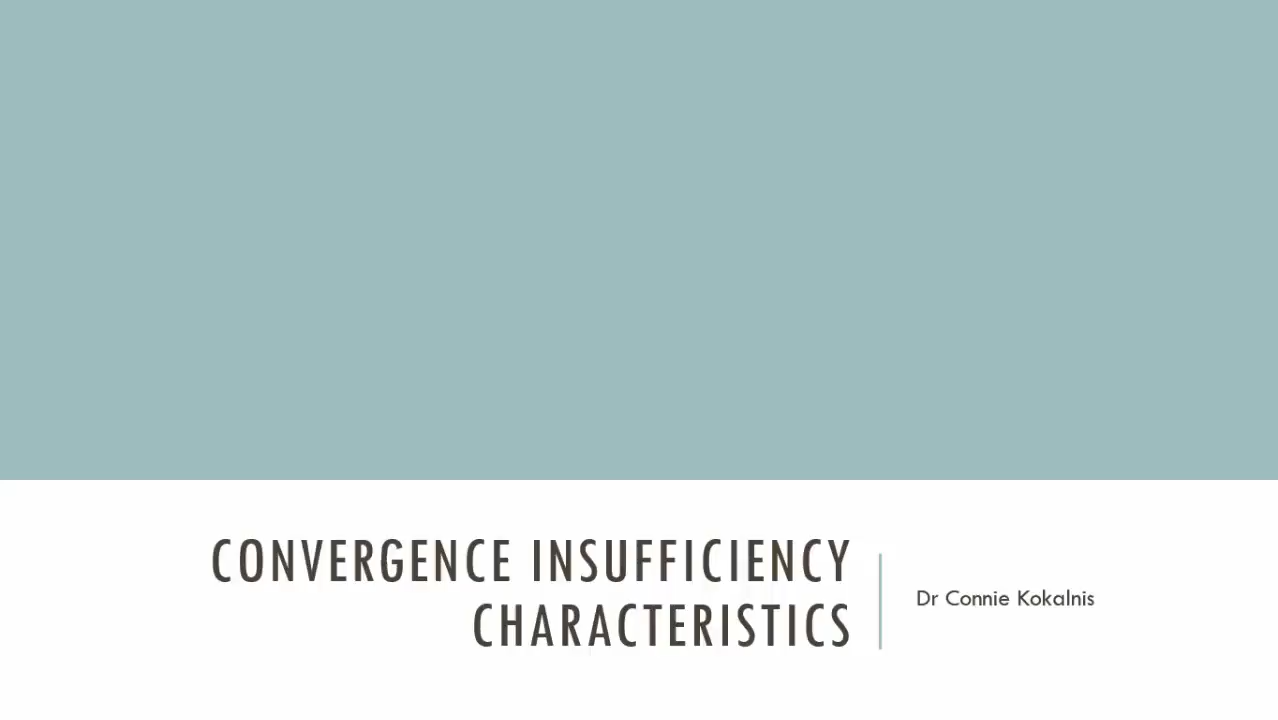 CONVERGENCE INSUFFICIENCY
CHARACTERISTICS
Dr Connie Kokalnis